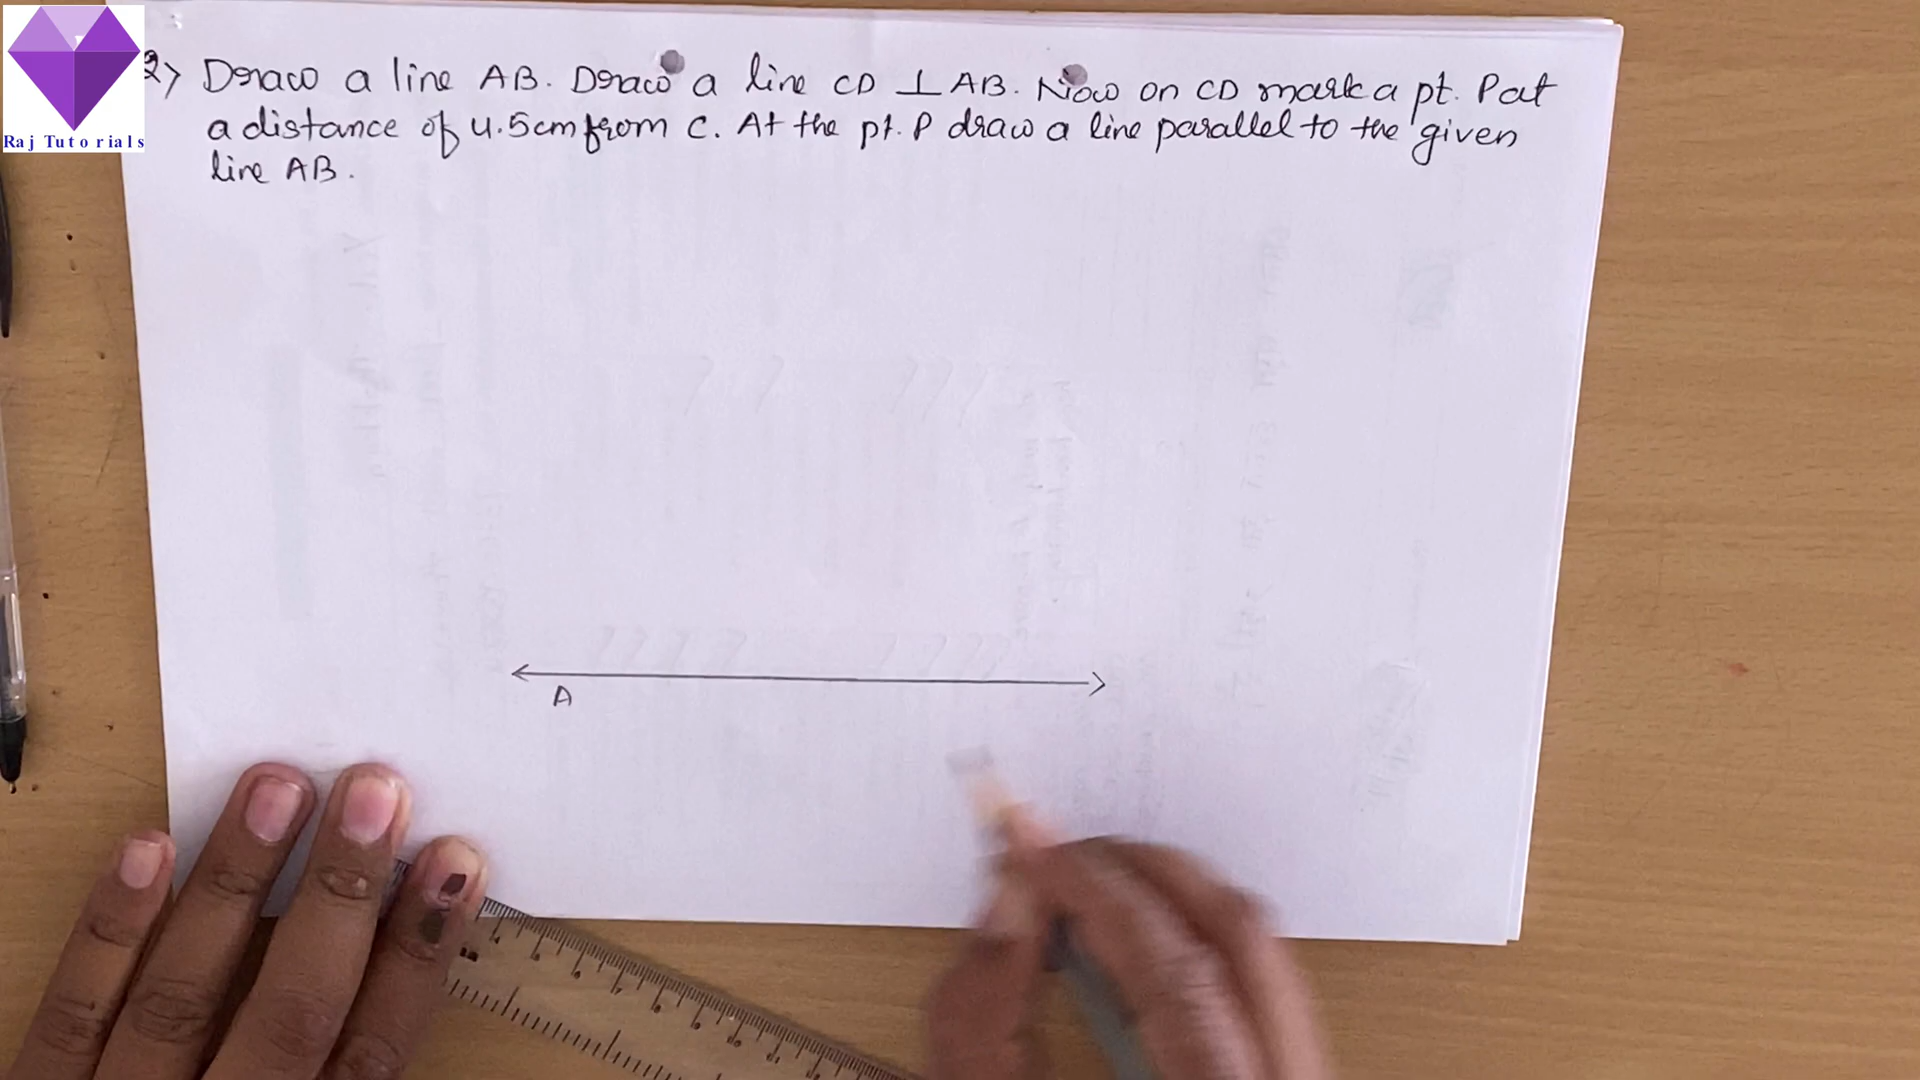 2) Draw a line AB. Draw a line CD ⊥ AB. Now on CD mark a pt. P at
a distance of 4.5cm from C. At the pt. P draw a line parallel to the given
line AB.
Raj Tutorials
A